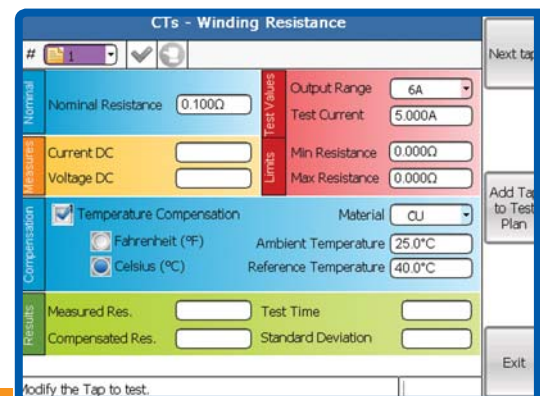 CTs - Winding Resistance
# 1
Next tap
Nominal
Nominal Resistance 0.100Ω
Test Values
Output Range 6A
Test Current 5.000A
Measures
Current DC
Voltage DC
Limits
Min Resistance 0.000Ω
Max Resistance 0.000Ω
Add Tap to Test Plan
Compensation
Temperature Compensation
Fahrenheit (ºF)
Celsius (ºC)
Material CU
Ambient Temperature 25.0°C
Reference Temperature 40.0°C
Results
Measured Res.
Compensated Res.
Test Time
Standard Deviation
Exit
Modify the Tap to test.